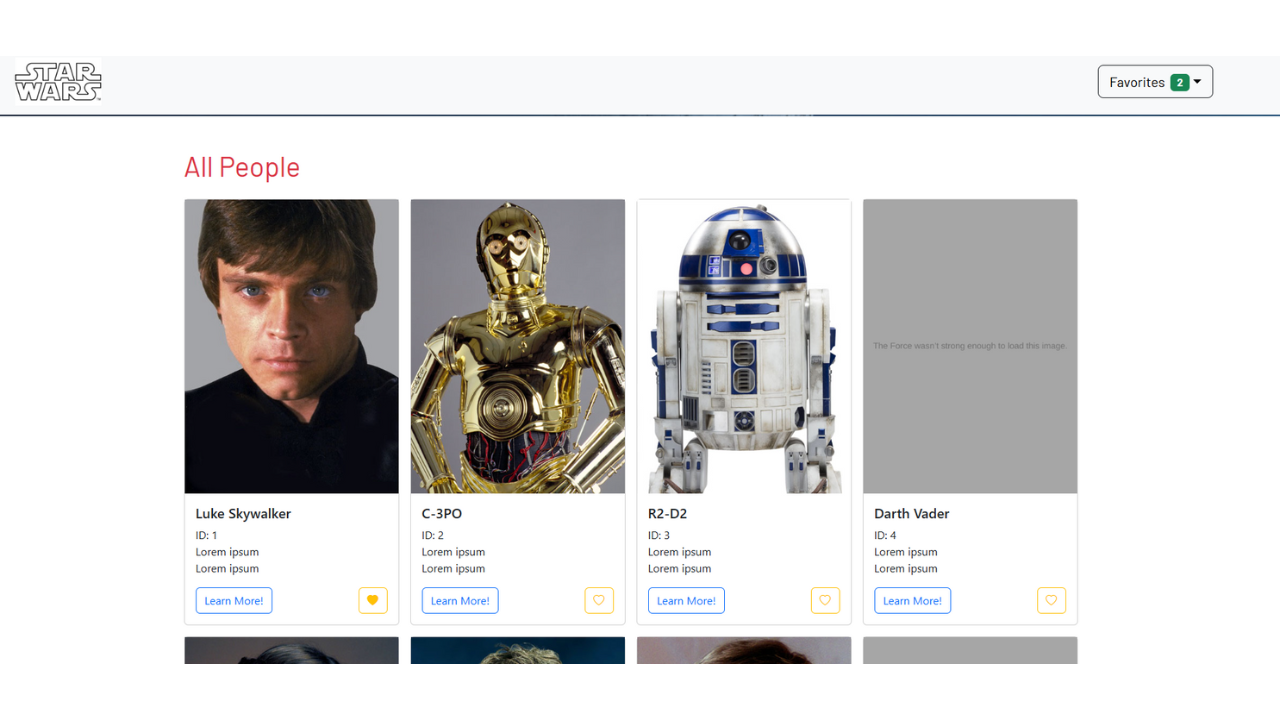 STAR
WARS
Favorites 2
All People
The Force wasn't strong enough to load this image.
Luke Skywalker
ID: 1
Lorem ipsum
Lorem ipsum
Learn More!
C-3PO
ID: 2
Lorem ipsum
Lorem ipsum
Learn More!
R2-D2
ID: 3
Lorem ipsum
Lorem ipsum
Learn More!
Darth Vader
ID: 4
Lorem ipsum
Lorem ipsum
Learn More!